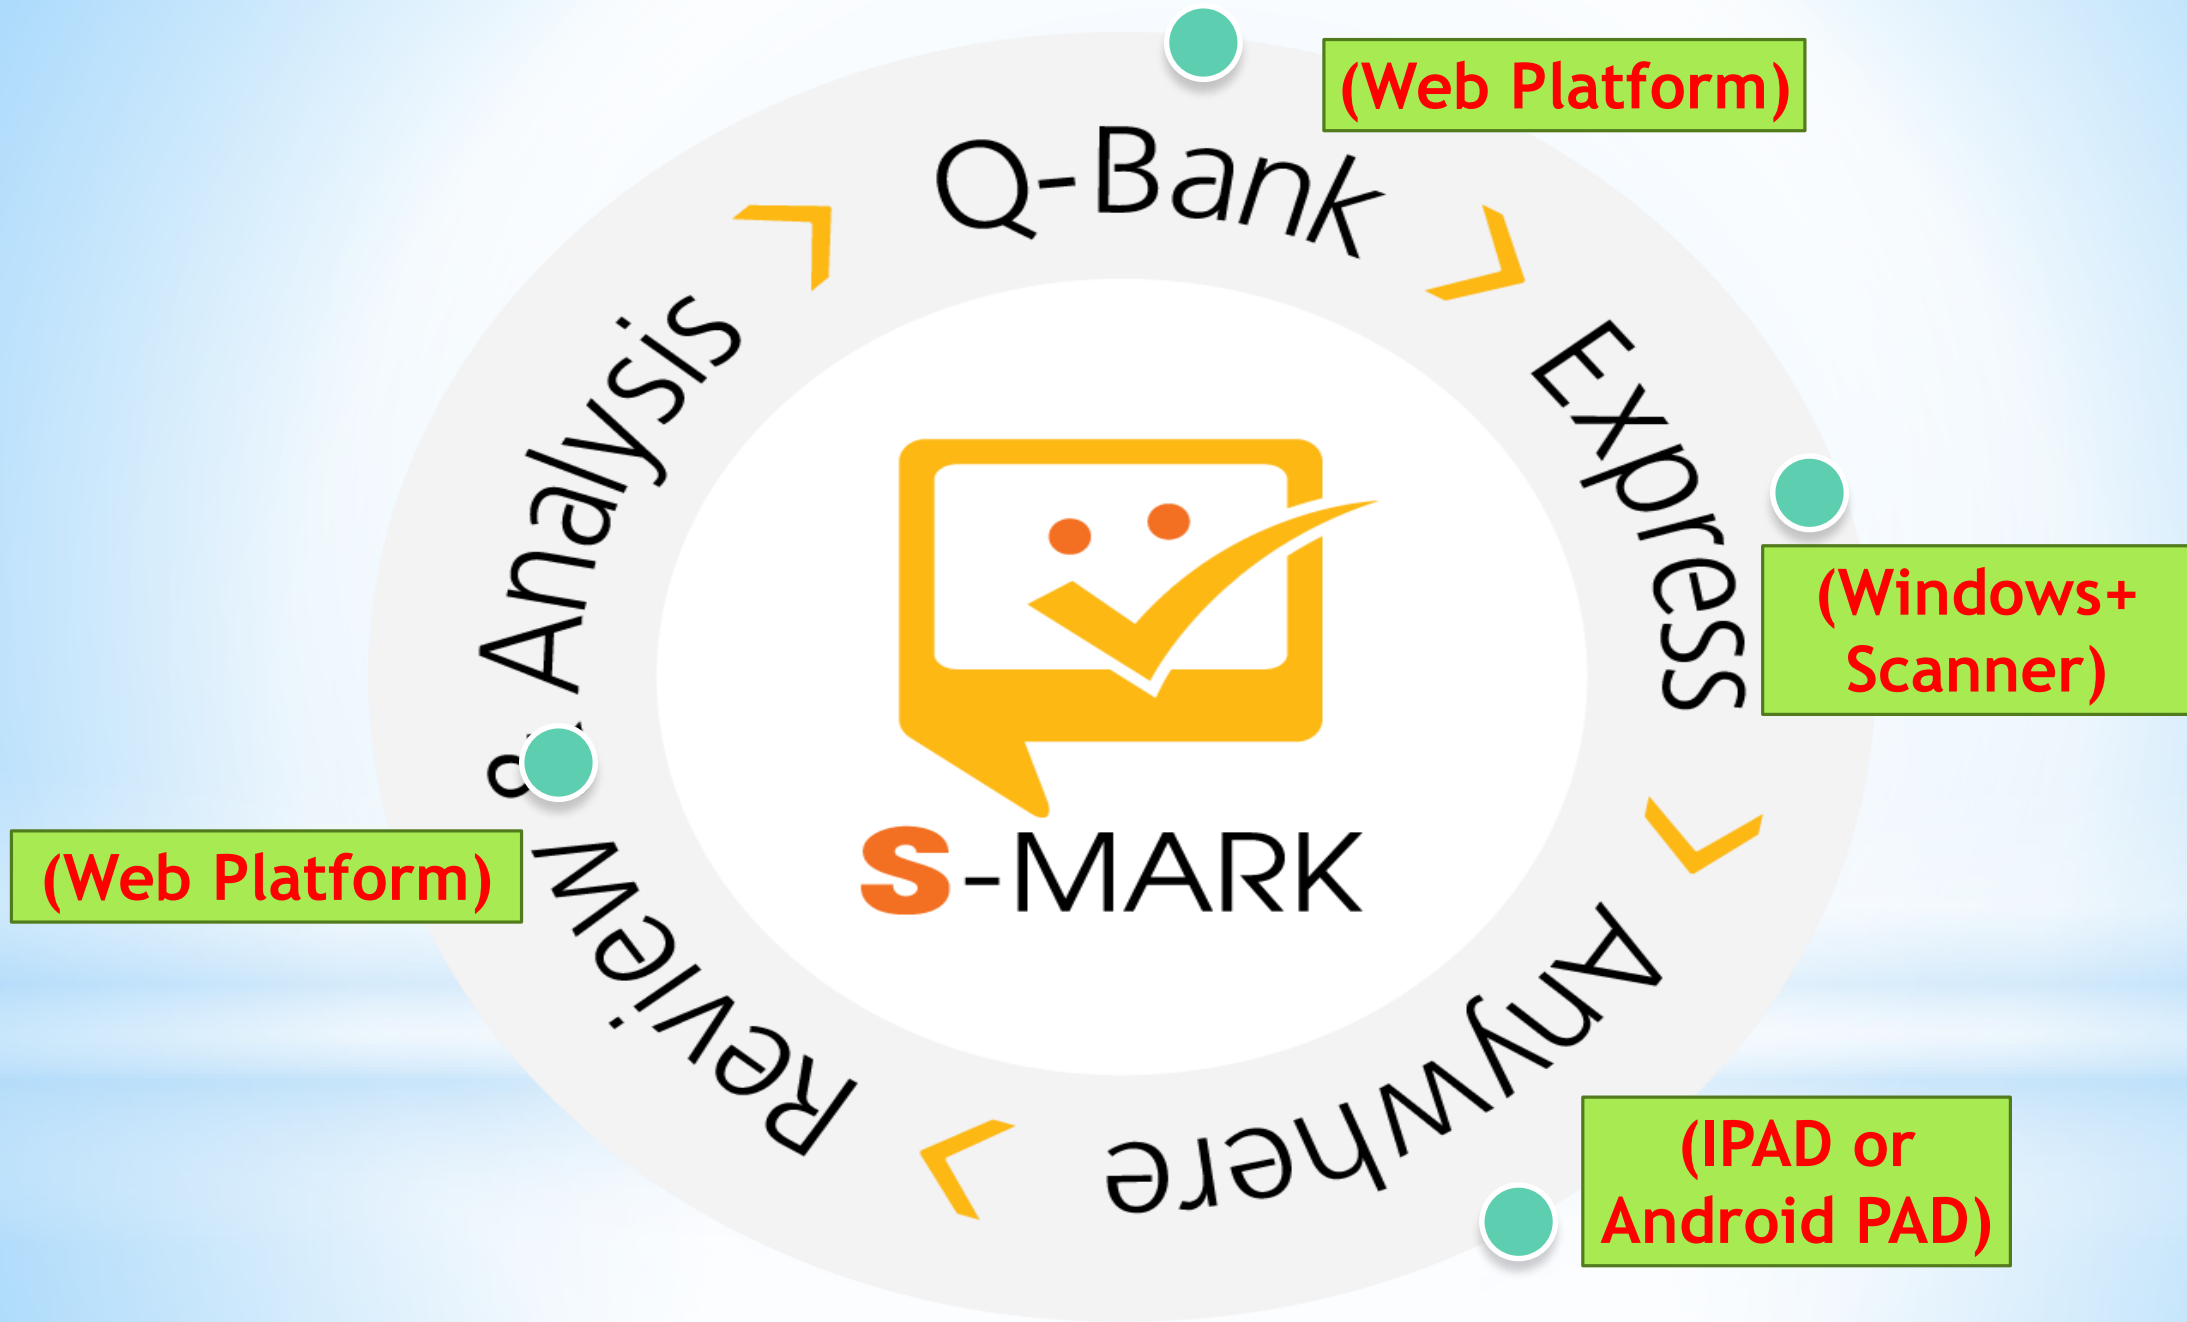 (Web Platform)
Q-Bank
Express
(Windows+
Scanner)
Anywhere
(IPAD or
Android PAD)
Review & Analysis
(Web Platform)
S-MARK